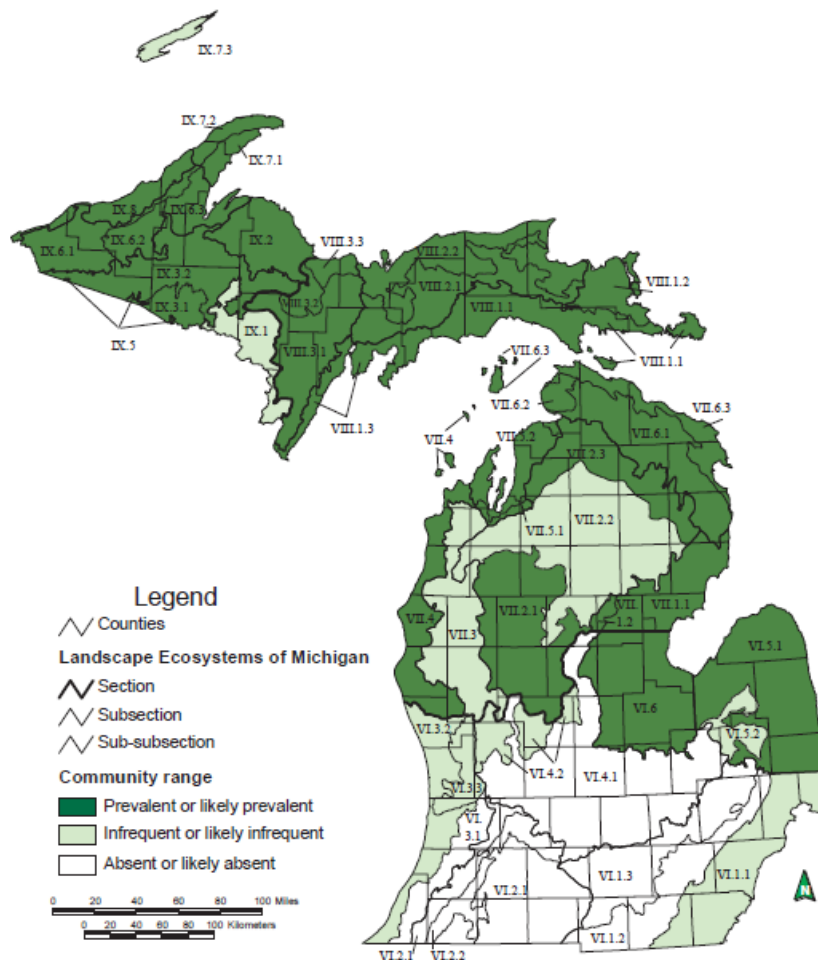 IX.7.3
IX.7.2
IX.7.1
IX.8
IX.6.3
IX.6.2
IX.2
IX.6.1
VIII.3.3
VIII.2.2
IX.3.2
VIII.2.1
VIII.1.2
IX.3.1
VIII.3.2
VIII.1.1
IX.1
IX.5
VIII.3.1
VIII.1.1
VII.6.3
VII.6.2
VII.6.3
VIII.1.3
VII.4
VII.5.2
VII.6.1
VII.2.3
VII.5.1
VII.2.2
VII.4
VII.2.1
VII.
1.2
VII.1.1
VII.3
VI.5.1
VI.6
VI.3.2
VI.5.2
VI.4.2
VI.4.1
VI.3.3
VI.
3.1
VI.1.3
VI.1.1
VI.2.1
VI.1.2
VI.2.1
VI.2.2
Legend
Counties
Landscape Ecosystems of Michigan
Section
Subsection
Sub-subsection
Community range
Prevalent or likely prevalent
Infrequent or likely infrequent
Absent or likely absent
0 20 40 60 80 100 Miles
0 20 40 60 80 100 Kilometers
N